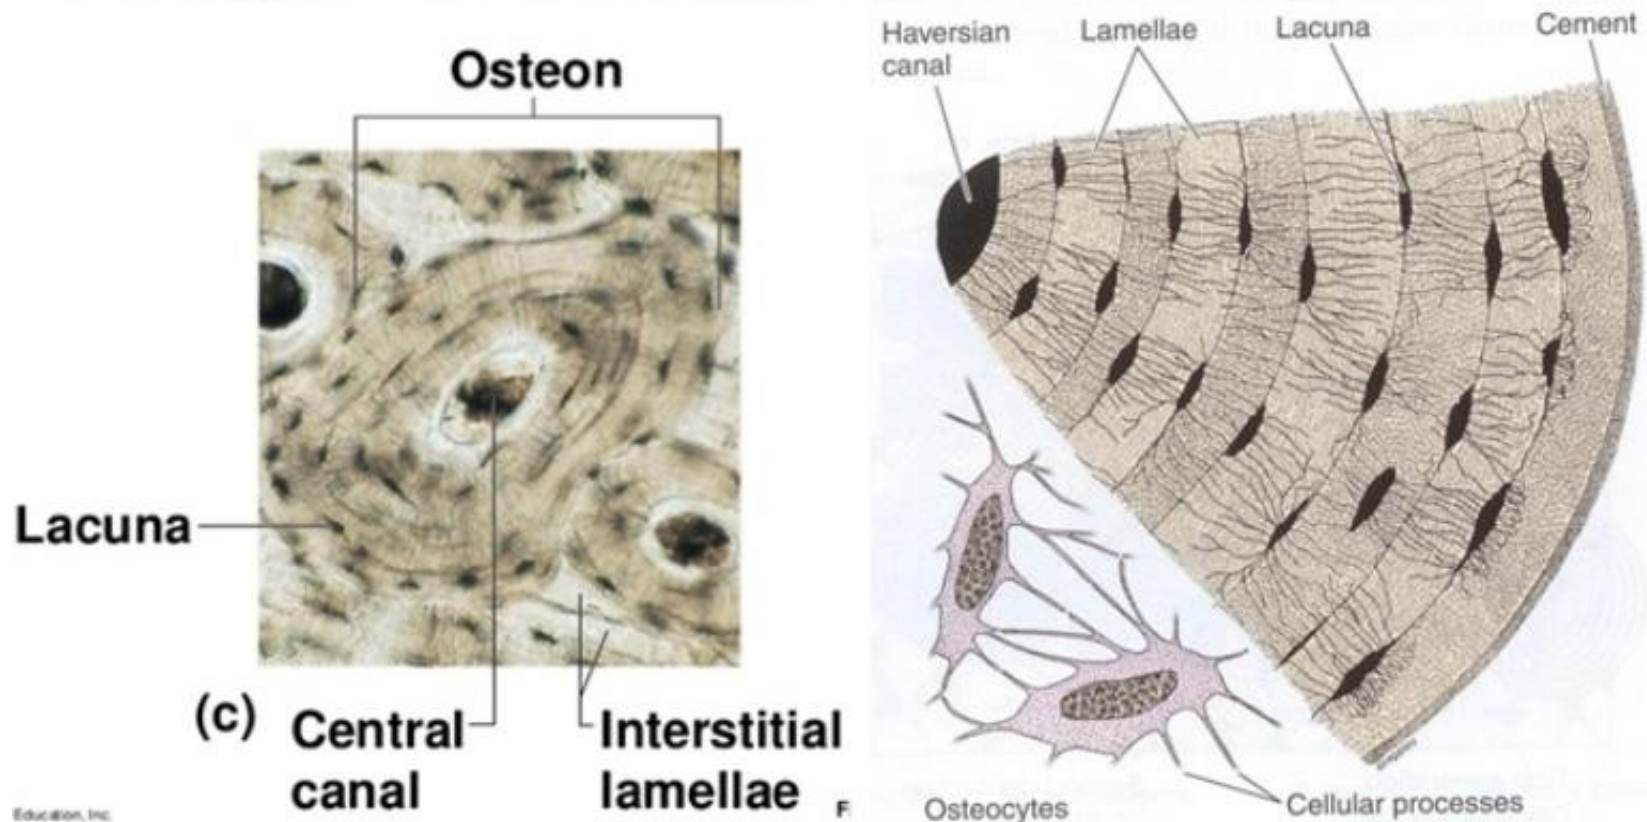 Osteon
Lacuna
(c)
Central
canal
Interstitial
lamellae
Education, Inc.
F
Haversian
canal
Lamellae
Lacuna
Cement
Osteocytes
Cellular processes